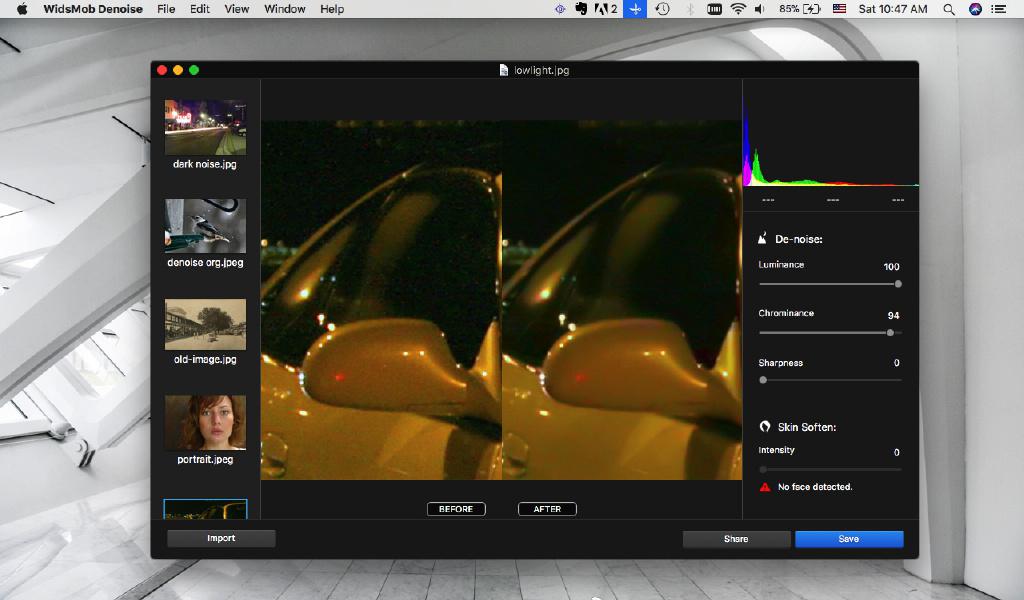 WidsMob Denoise File Edit View Window Help 2 85% Sat 10:47 AM
lowlight.jpg
dark noise.jpg
denoise org.jpeg
old-image.jpg
portrait.jpeg
--- --- ---
De-noise:
Luminance 100
Chrominance 94
Sharpness 0
Skin Soften:
Intensity 0
No face detected.
BEFORE AFTER
Import Share Save